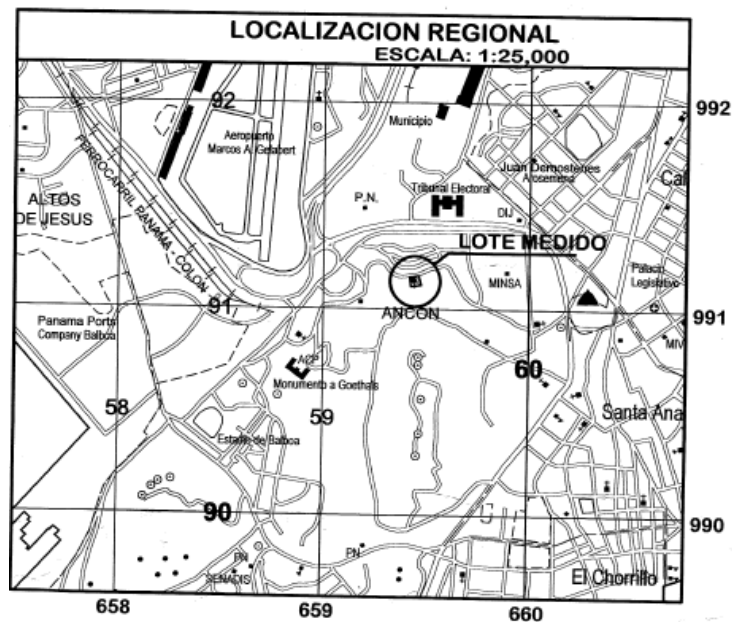 LOCALIZACION REGIONAL
ESCALA: 1:25,000
92
992
Aeropuerto
Marcos A. Gelabert
Municipio
FERROCARRIL PANAMA - COLON
Juan Demostenes
Arosemena
Cal
Tribunal Electoral
P.N.
DIJ
ALTOS
DE JESUS
LOTE MEDIDO
MINSA
Palacio
Legislativo
91
991
ANCON
Panama Ports
Company Balboa
MIV
ACP
60
Monumento a Goethals
58
59
Santa Ana
Estadio de Balboa
90
990
PN
PN
SENADIS
El Chorrillo
658
659
660